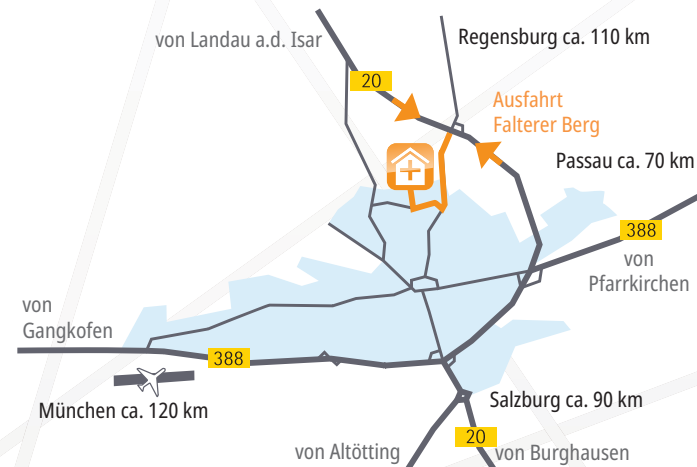 von Landau a.d. Isar
Regensburg ca. 110 km
20
Ausfahrt
Falterer Berg
Passau ca. 70 km
388
von
Pfarrkirchen
von
Gangkofen
388
München ca. 120 km
Salzburg ca. 90 km
20
von Altötting
von Burghausen